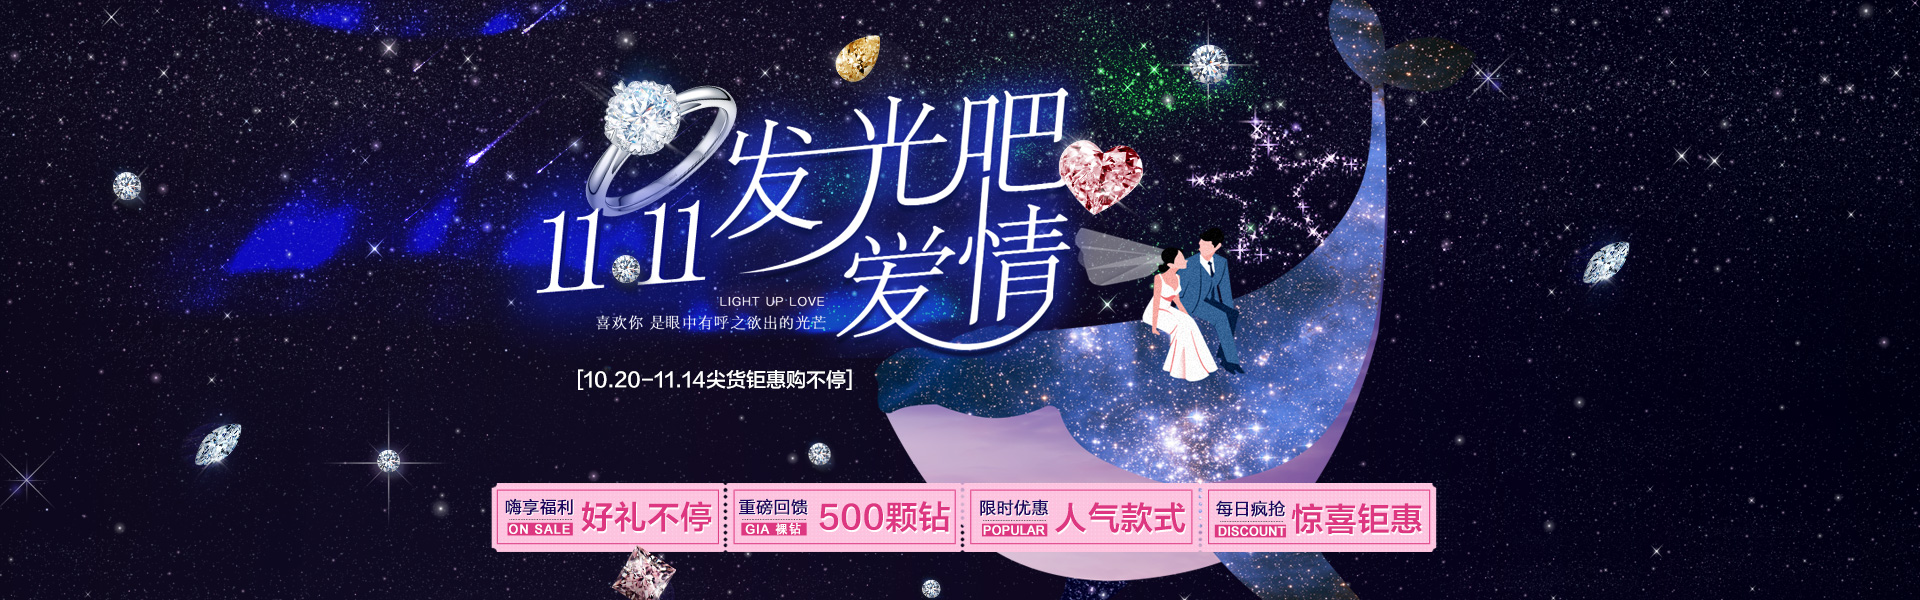 11.11发光吧
爱情
LIGHT UP LOVE
喜欢你 是眼中有呼之欲出的光芒
[10.20-11.14尖货钜惠购不停]
嗨享福利
ON SALE
好礼不停
重磅回馈
GIA 裸钻
500颗钻
限时优惠
POPULAR
人气款式
每日疯抢
DISCOUNT
惊喜钜惠